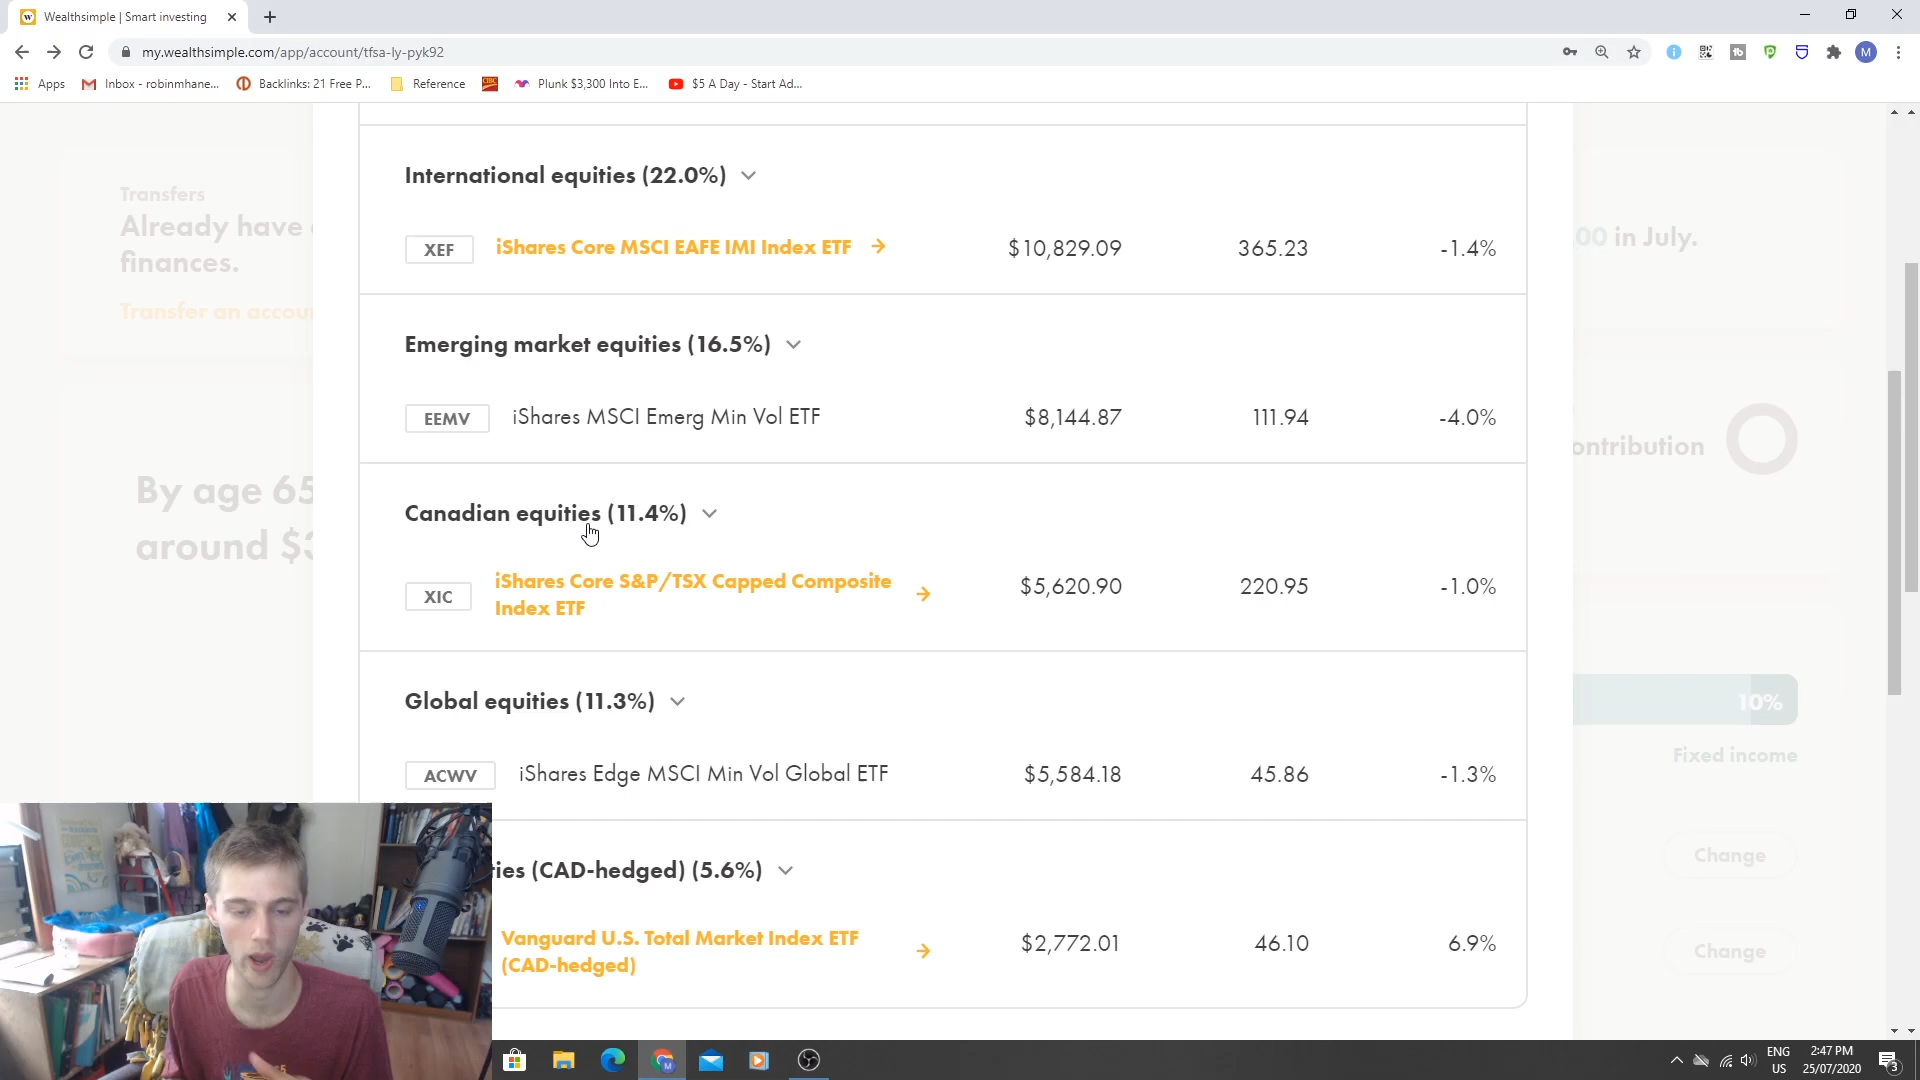 Wealthsimple | Smart investing
my.wealthsimple.com/app/account/tfsa-ly-pyk92
M
Apps
Inbox - robinmhane...
Backlinks: 21 Free P...
Reference
CIBC
Plunk $3,300 Into E...
$5 A Day - Start Ad...
Transfers
Already have
finances.
Transfer an accou
By age 65
around $
International equities (22.0%)
XEF iShares Core MSCI EAFE IMI Index ETF $10,829.09 365.23 -1.4%
Emerging market equities (16.5%)
EEMV iShares MSCI Emerg Min Vol ETF $8,144.87 111.94 -4.0%
Canadian equities (11.4%)
XIC iShares Core S&P/TSX Capped Composite
Index ETF
$5,620.90 220.95 -1.0%
Global equities (11.3%)
ACWV iShares Edge MSCI Min Vol Global ETF $5,584.18 45.86 -1.3%
ties (CAD-hedged) (5.6%)
Vanguard U.S. Total Market Index ETF
(CAD-hedged)
$2,772.01 46.10 6.9%
00 in July.
ontribution
10%
Fixed income
Change
Change
ENG
US
2:47 PM
25/07/2020
3